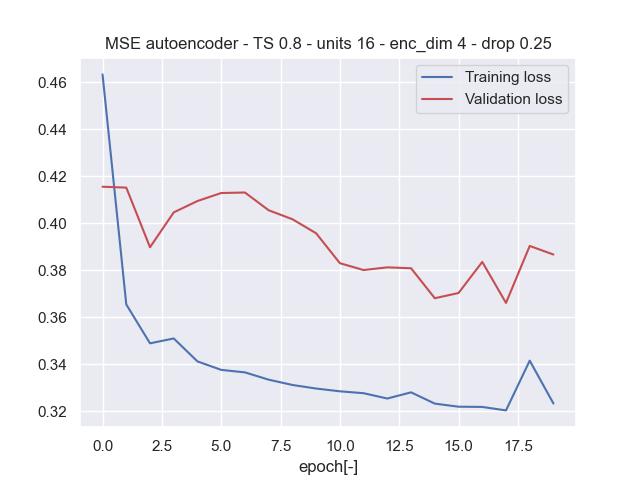 MSE autoencoder - TS 0.8 - units 16 - enc_dim 4 - drop 0.25
Training loss
Validation loss
0.46
0.44
0.42
0.40
0.38
0.36
0.34
0.32
0.0 2.5 5.0 7.5 10.0 12.5 15.0 17.5
epoch[-]